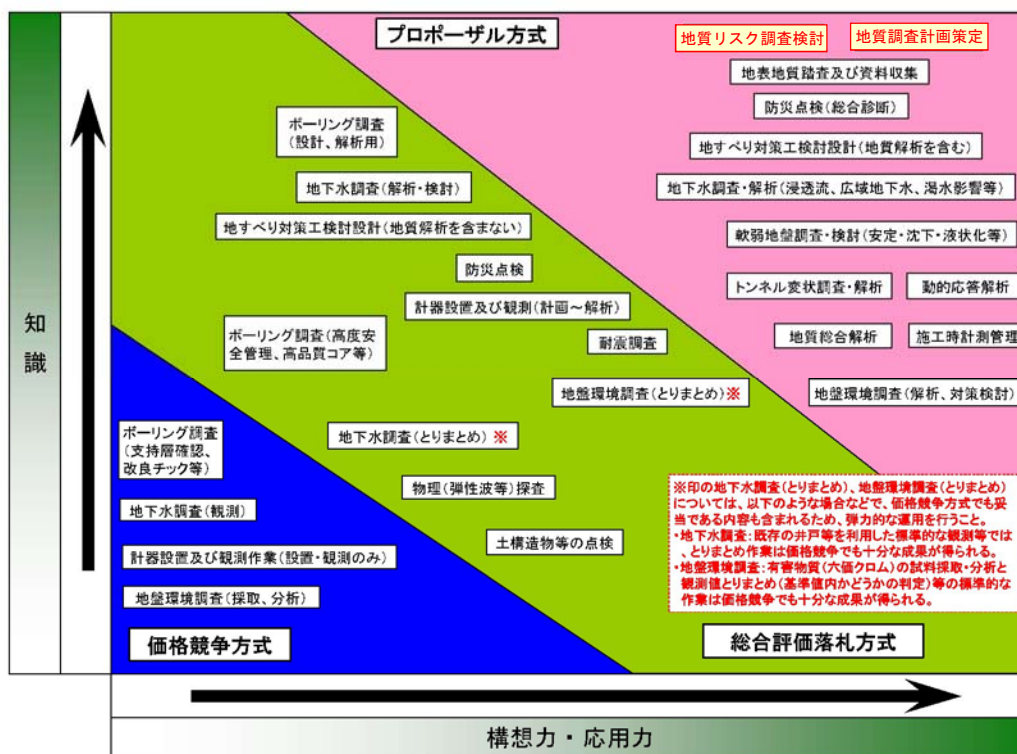 プロポーザル方式
地質リスク調査検討
地質調査計画策定
地表地質踏査及び資料収集
防災点検(総合診断)
ボーリング調査
(設計、解析用)
地すべり対策工検討設計(地質解析を含む)
地下水調査(解析・検討)
地下水調査・解析(浸透流、広域地下水、渇水影響等)
地すべり対策工検討設計(地質解析を含まない)
軟弱地盤調査・検討(安定・沈下・液状化等)
防災点検
トンネル変状調査・解析
動的応答解析
計器設置及び観測(計画～解析)
知識
ボーリング調査(高度安
全管理、高品質コア等)
耐震調査
地質総合解析
施工時計測管理
地盤環境調査(とりまとめ)※
地盤環境調査(解析、対策検討)
ボーリング調査
(支持層確認、
改良チック等)
地下水調査(とりまとめ)※
物理(弾性波等)探査
地下水調査(観測)
土構造物等の点検
計器設置及び観測作業(設置・観測のみ)
地盤環境調査(採取、分析)
※印の地下水調査(とりまとめ)、地盤環境調査(とりまとめ)
については、以下のような場合などで、価格競争方式でも妥
当である内容も含まれるため、弾力的な運用を行うこと。
・地下水調査:既存の井戸等を利用した標準的な観測等では
、とりまとめ作業は価格競争でも十分な成果が得られる。
・地盤環境調査:有害物質(六価クロム)の試料採取・分析と
観測値とりまとめ(基準値内かどうかの判定)等の標準的な
作業は価格競争でも十分な成果が得られる。
価格競争方式
総合評価落札方式
構想力・応用力